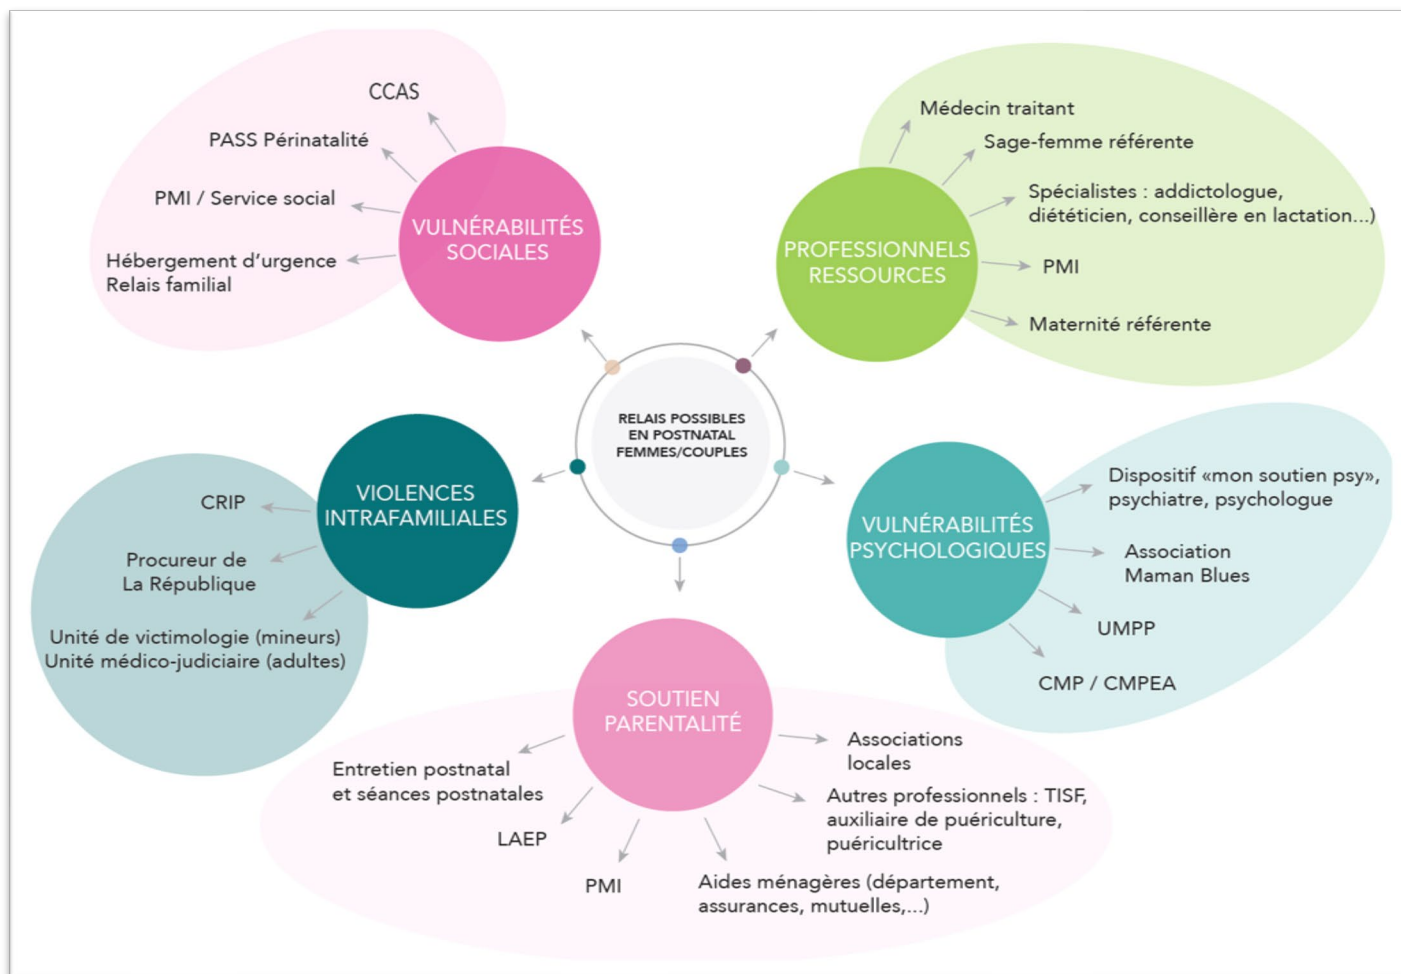 CCAS
PASS Périnatalité
PMI / Service social
Hébergement d’urgence
Relais familial
VULNÉRABILITÉS
SOCIALES
Médecin traitant
Sage-femme référente
Spécialistes : addictologue,
diététicien, conseillère en lactation...)
PMI
Maternité référente
PROFESSIONNELS
RESSOURCES
RELAIS POSSIBLES
EN POSTNATAL
FEMMES/COUPLES
VIOLENCES
INTRAFAMILIALES
CRIP
Procureur de
La République
Unité de victimologie (mineurs)
Unité médico-judiciaire (adultes)
VULNÉRABILITÉS
PSYCHOLOGIQUES
Dispositif «mon soutien psy»,
psychiatre, psychologue
Association
Maman Blues
UMPP
CMP / CMPEA
SOUTIEN
PARENTALITÉ
Entretien postnatal
et séances postnatales
LAEP
PMI
Aides ménagères (département,
assurances, mutuelles,...)
Autres professionnels : TISF,
auxiliaire de puériculture,
puéricultrice
Associations
locales